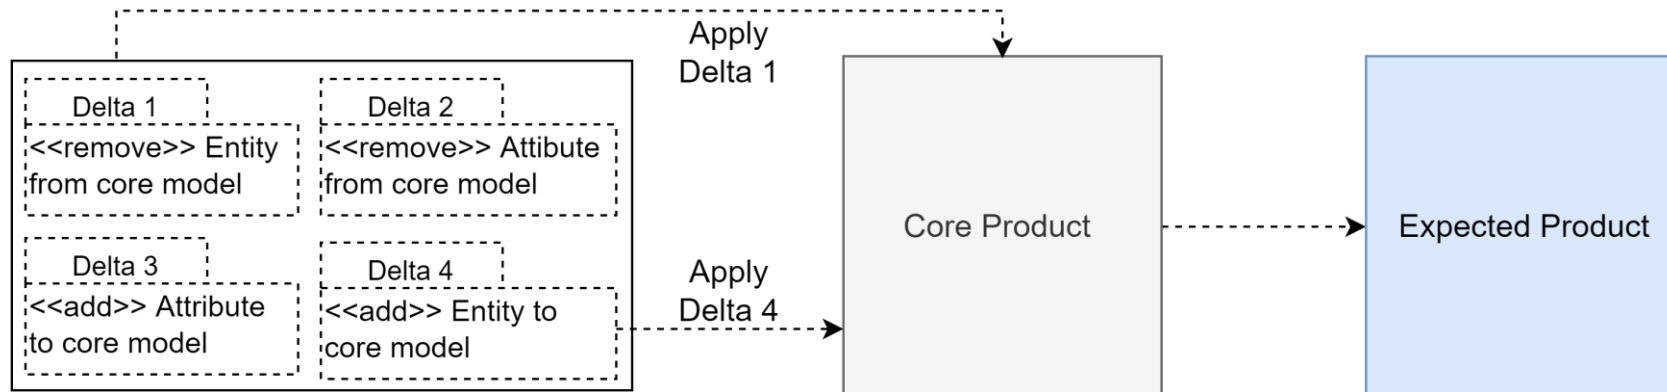 Apply
Delta 1
Delta 1
<<remove>> Entity
from core model
Delta 2
<<remove>> Attibute
from core model
Delta 3
<<add>> Attribute
to core model
Delta 4
<<add>> Entity to
core model
Apply
Delta 4
Core Product
Expected Product